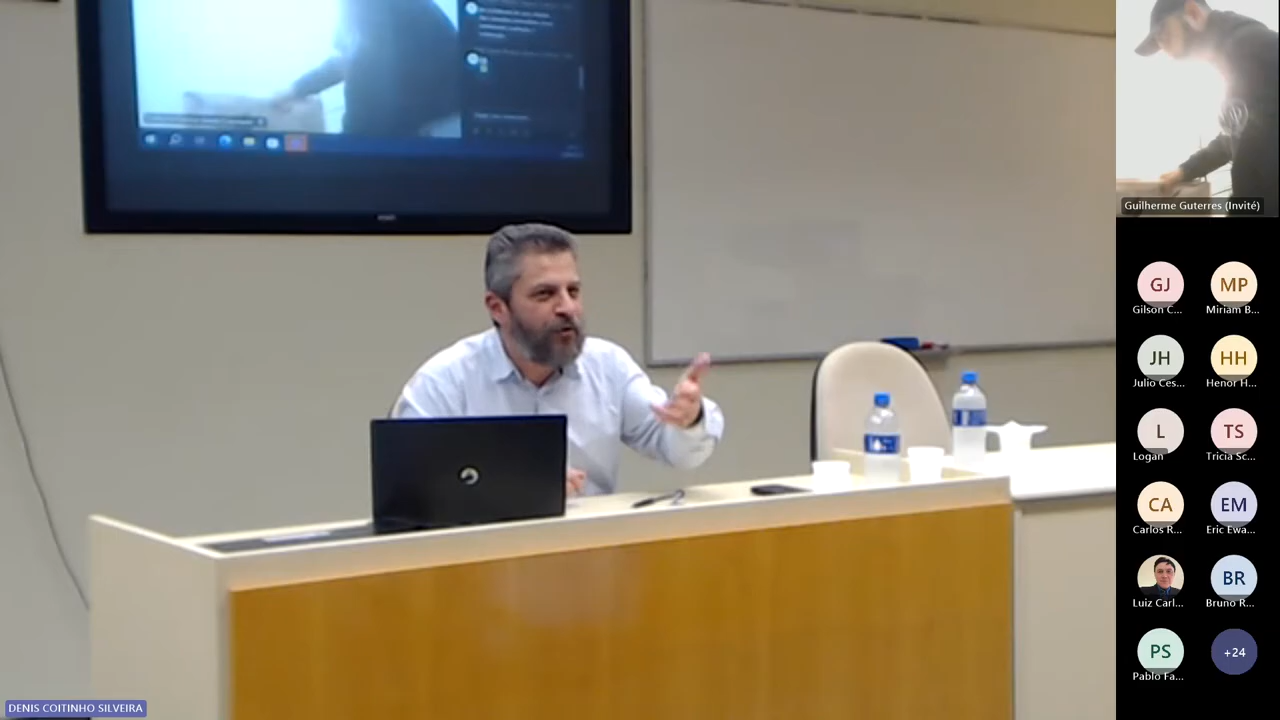 Guilherme Guterres (Invité)
GJ
MP
Gilson C...
Miriam B...
JH
HH
Julio Ces...
Henor H...
L
TS
Logan
Tricia Sc...
CA
EM
Carlos R...
Eric Ewa...
BR
Luiz Carl...
Bruno R...
PS
+24
Pablo Fa...
DENIS COITINHO SILVEIRA